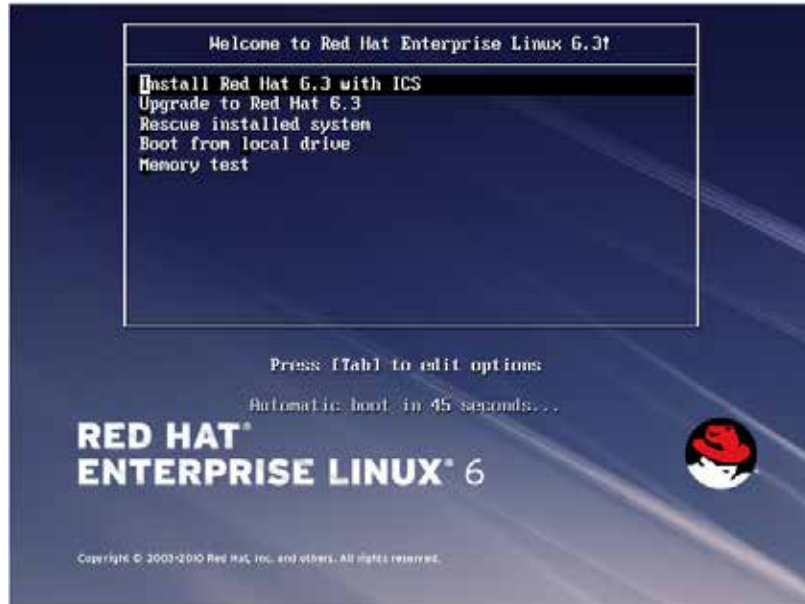 Welcome to Red Hat Enterprise Linux 6.3!
Install Red Hat 6.3 with ICS
Upgrade to Red Hat 6.3
Rescue installed system
Boot from local drive
Memory test
Press [Tab] to edit options
Automatic boot in 45 seconds...
RED HAT®
ENTERPRISE LINUX® 6
Copyright © 2003-2010 Red Hat, Inc. and others. All rights reserved.